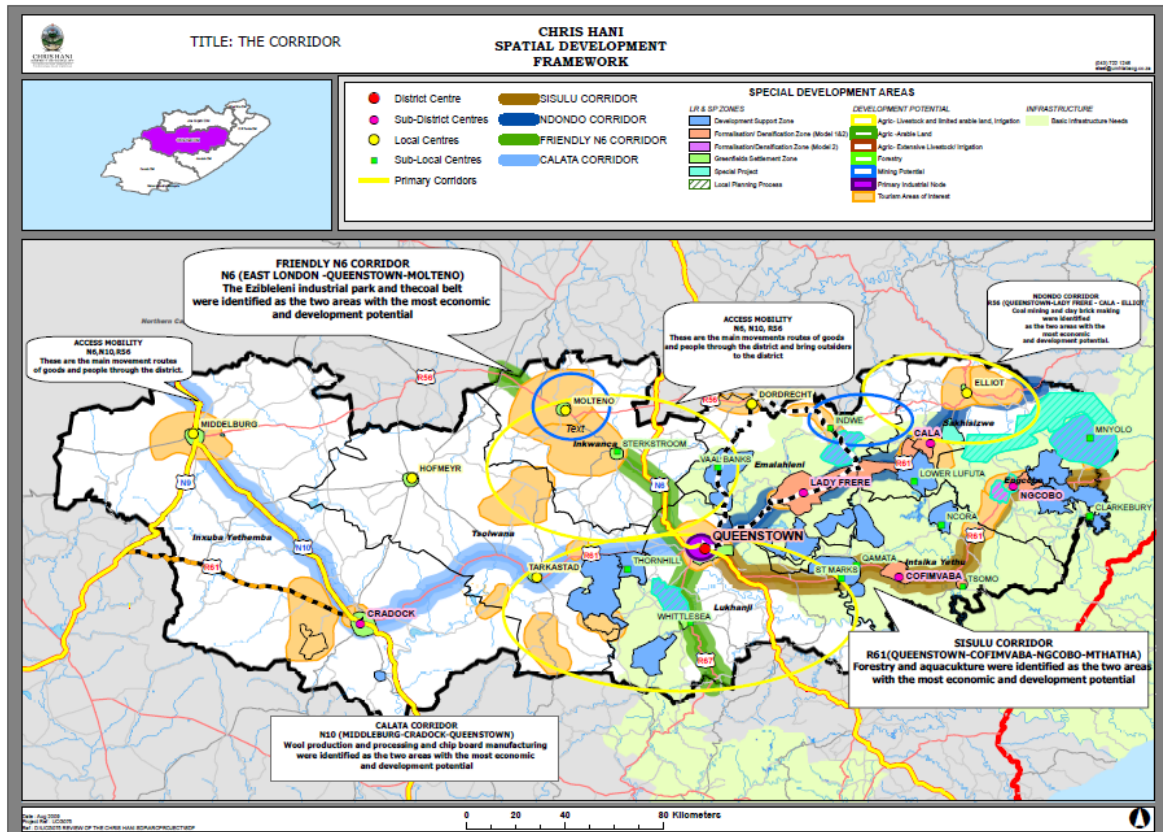 CHRIS HANI
TITLE: THE CORRIDOR
CHRIS HANI
SPATIAL DEVELOPMENT
FRAMEWORK
District Centre
Sub-District Centres
Local Centres
Sub-Local Centres
Primary Corridors
SISULU CORRIDOR
NDONDO CORRIDOR
FRIENDLY N6 CORRIDOR
CALATA CORRIDOR
SPECIAL DEVELOPMENT AREAS
LR & SP ZONES
Development Support Zone
Formalisation/ Densification Zone (Model 1&2)
Formalisation/Densification Zone (Model 2)
Greenfields Settlement Zone
Special Project
Local Planning Process
DEVELOPMENT POTENTIAL
Agric- Livestock and limited arable land, Irrigation
Agric -Arable Land
Agric- Extensive Livestock/ Irrigation
Forestry
Mining Potential
Primary Industrial Node
Tourism Areas of Interest
INFRASTRUCTURE
Basic Infrastructure Needs
FRIENDLY N6 CORRIDOR
N6 (EAST LONDON -QUEENSTOWN-MOLTENO)
The Ezibleleni industrial park and thecoal belt
were identified as the two areas with the most economic
and development potential
ACCESS MOBILITY
N6,N10,R56
These are the main movement routes
of goods and people through the district.
ACCESS MOBILITY
N6, N10, R56
These are the main movements routes of goods
and people through the district and bring outsiders
to the district
NDONDO CORRIDOR
R56 (QUEENSTOWN-LADY FRERE - CALA - ELLIOT
Coal mining and clay brick making
were identified
as the two areas with the
most economic
and development potential.
Northern Ca
R56
R56
MIDDELBURG
N9
HOFMEYR
MOLTENO
Text
Inkwanca
STERKSTROOM
DORDRECHT
INDWE
ELLIOT
Sakhisizwe
CALA
MNYOLO
VAAL BANKS
Emalahleni
R61
LOWER LUFUTA
LADY FRERE
NGCOBO
CLARKEBURY
N6
NCORA
R61
Inxuba Yethemba
N10
Tsolwana
QUEENSTOWN
R61
R61
TARKASTAD
THORNHILL
QAMATA
Intsika Yethu
ST MARKS
COFIMVABA
TSOMO
CRADOCK
WHITTLESEA
Lukhanji
R67
SISULU CORRIDOR
R61(QUEENSTOWN-COFIMVABA-NGCOBO-MTHATHA)
Forestry and aquacukture were identified as the two areas
with the most economic and development potential
CALATA CORRIDOR
N10 (MIDDLEBURG-CRADOCK-QUEENSTOWN)
Wool production and processing and chip board manufacturing
were identified as the two areas with the most economic
and development potential
Date : Aug 2009
0 20 40 80 Kilometers